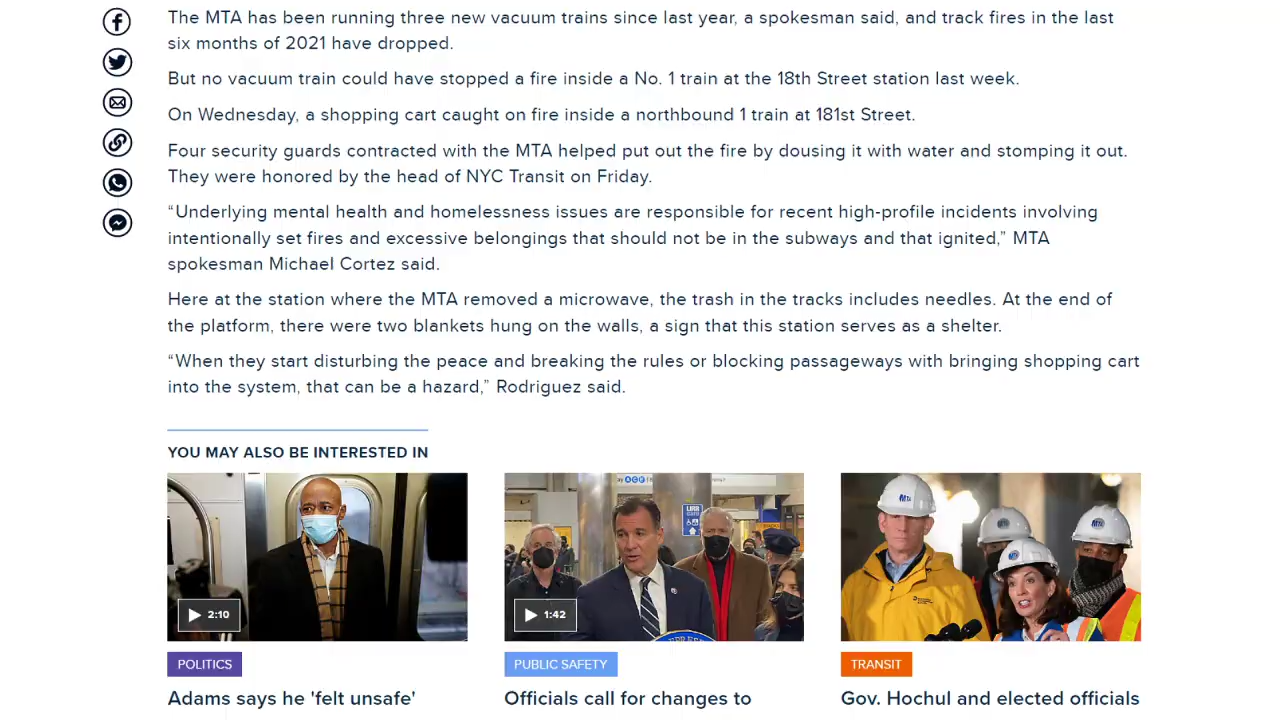 The MTA has been running three new vacuum trains since last year, a spokesman said, and track fires in the last
six months of 2021 have dropped.
But no vacuum train could have stopped a fire inside a No. 1 train at the 18th Street station last week.
On Wednesday, a shopping cart caught on fire inside a northbound 1 train at 181st Street.
Four security guards contracted with the MTA helped put out the fire by dousing it with water and stomping it out.
They were honored by the head of NYC Transit on Friday.
“Underlying mental health and homelessness issues are responsible for recent high-profile incidents involving
intentionally set fires and excessive belongings that should not be in the subways and that ignited,” MTA
spokesman Michael Cortez said.
Here at the station where the MTA removed a microwave, the trash in the tracks includes needles. At the end of
the platform, there were two blankets hung on the walls, a sign that this station serves as a shelter.
“When they start disturbing the peace and breaking the rules or blocking passageways with bringing shopping cart
into the system, that can be a hazard,” Rodriguez said.
YOU MAY ALSO BE INTERESTED IN
A C E
LIRR
MTA
2:10
1:42
POLITICS
PUBLIC SAFETY
TRANSIT
Adams says he 'felt unsafe'
Officials call for changes to
Gov. Hochul and elected officials